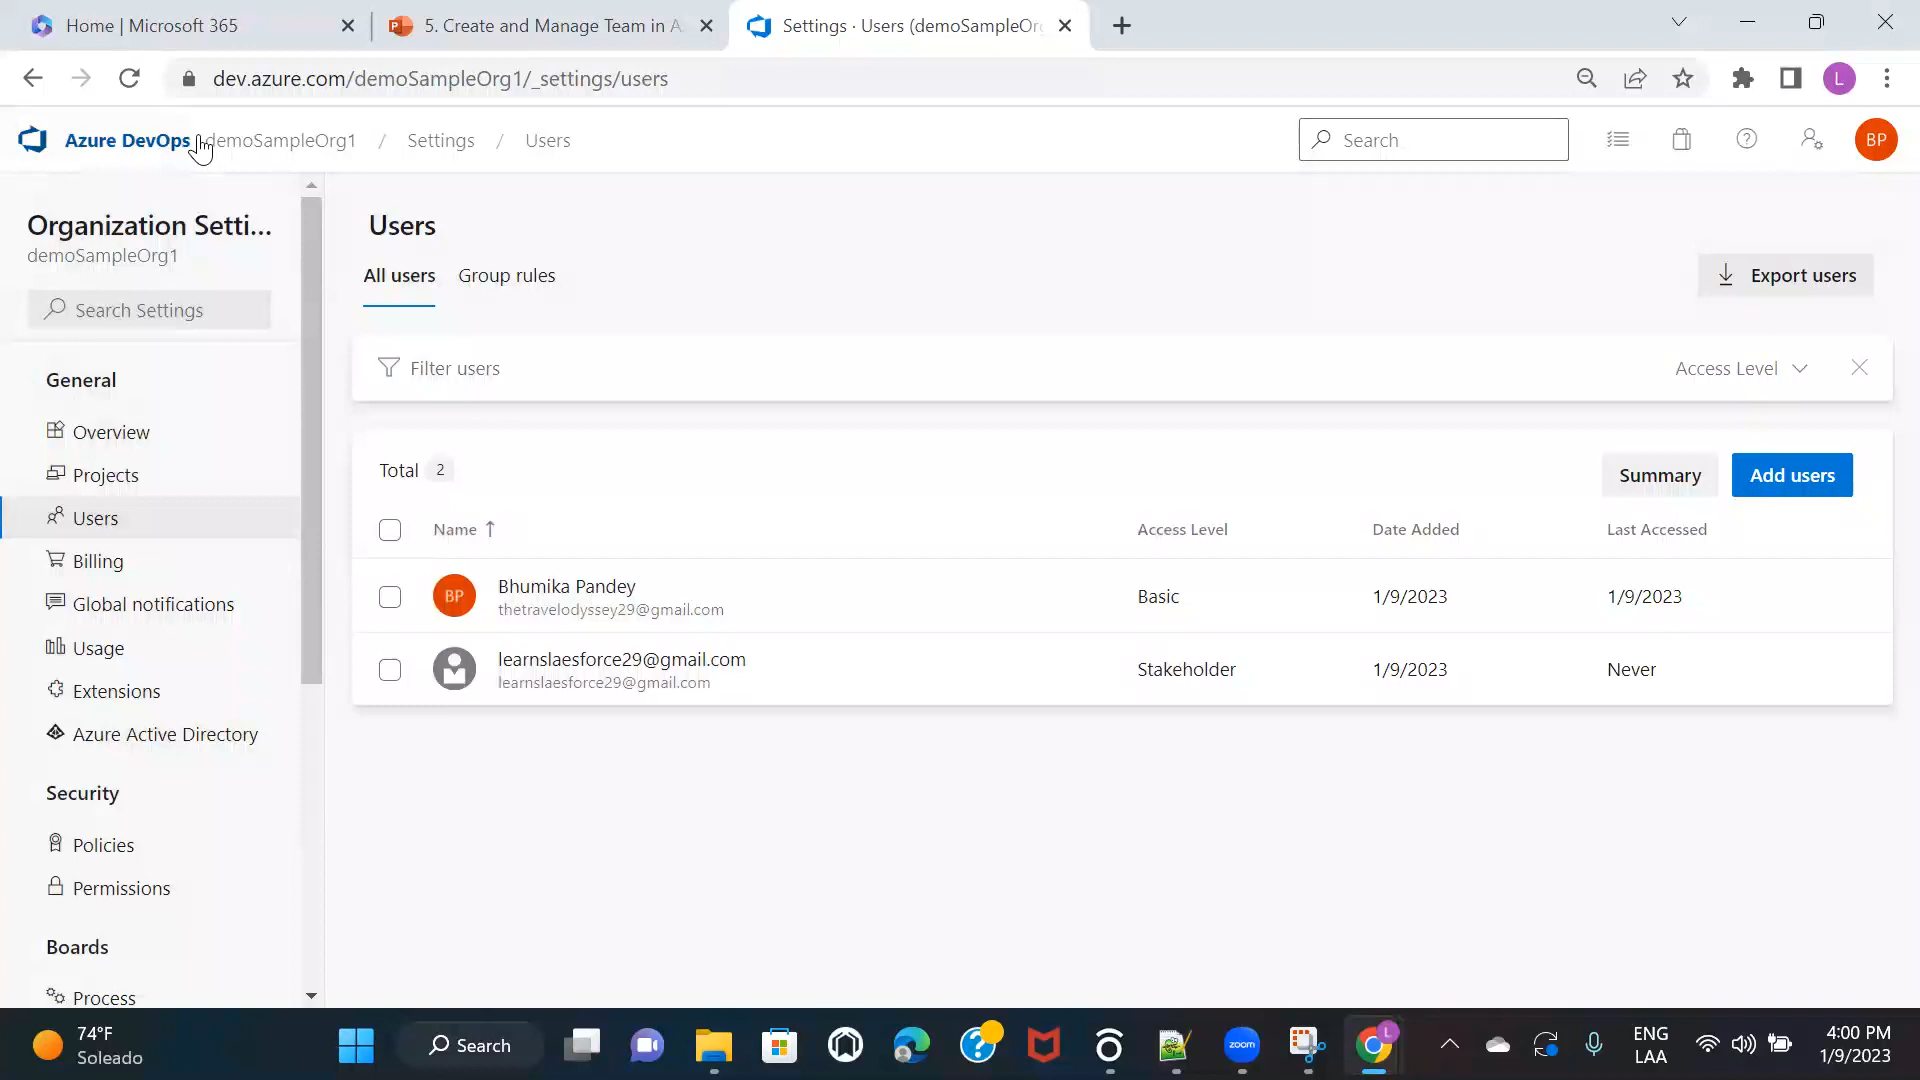 Home | Microsoft 365
5. Create and Manage Team in A
Settings · Users (demoSampleOr
dev.azure.com/demoSampleOrg1/_settings/users
L
Azure DevOps demoSampleOrg1 / Settings / Users
Search
BP
Organization Setti...
demoSampleOrg1
Search Settings
General
Overview
Projects
Users
Billing
Global notifications
Usage
Extensions
Azure Active Directory
Security
Policies
Permissions
Boards
Process
Users
All users
Group rules
Export users
Filter users
Access Level
Total 2
Summary
Add users
Name
Access Level
Date Added
Last Accessed
BP
Bhumika Pandey
thetravelodyssey29@gmail.com
Basic
1/9/2023
1/9/2023
learnslaesforce29@gmail.com
learnslaesforce29@gmail.com
Stakeholder
1/9/2023
Never
74°F
Soleado
Search
zoom
L
ENG
LAA
4:00 PM
1/9/2023